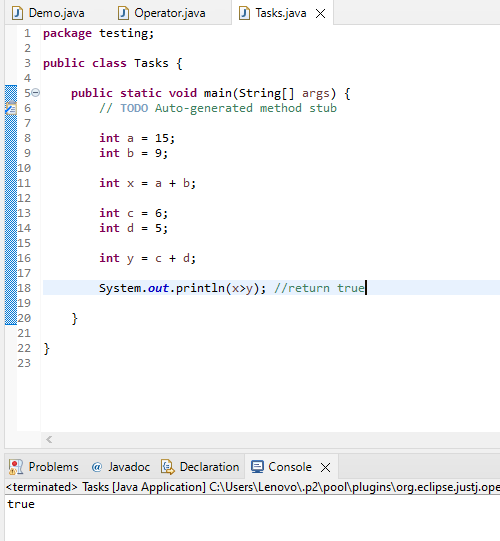 Demo.java Operator.java Tasks.java
1 package testing;
2
3 public class Tasks {
4
5 public static void main(String[] args) {
6 // TODO Auto-generated method stub
7
8 int a = 15;
9 int b = 9;
10
11 int x = a + b;
12
13 int c = 6;
14 int d = 5;
15
16 int y = c + d;
17
18 System.out.println(x>y); //return true
19
20 }
21
22 }
23
Problems @ Javadoc Declaration Console
<terminated> Tasks [Java Application] C:\Users\Lenovo\.p2\pool\plugins\org.eclipse.justj.ope
true